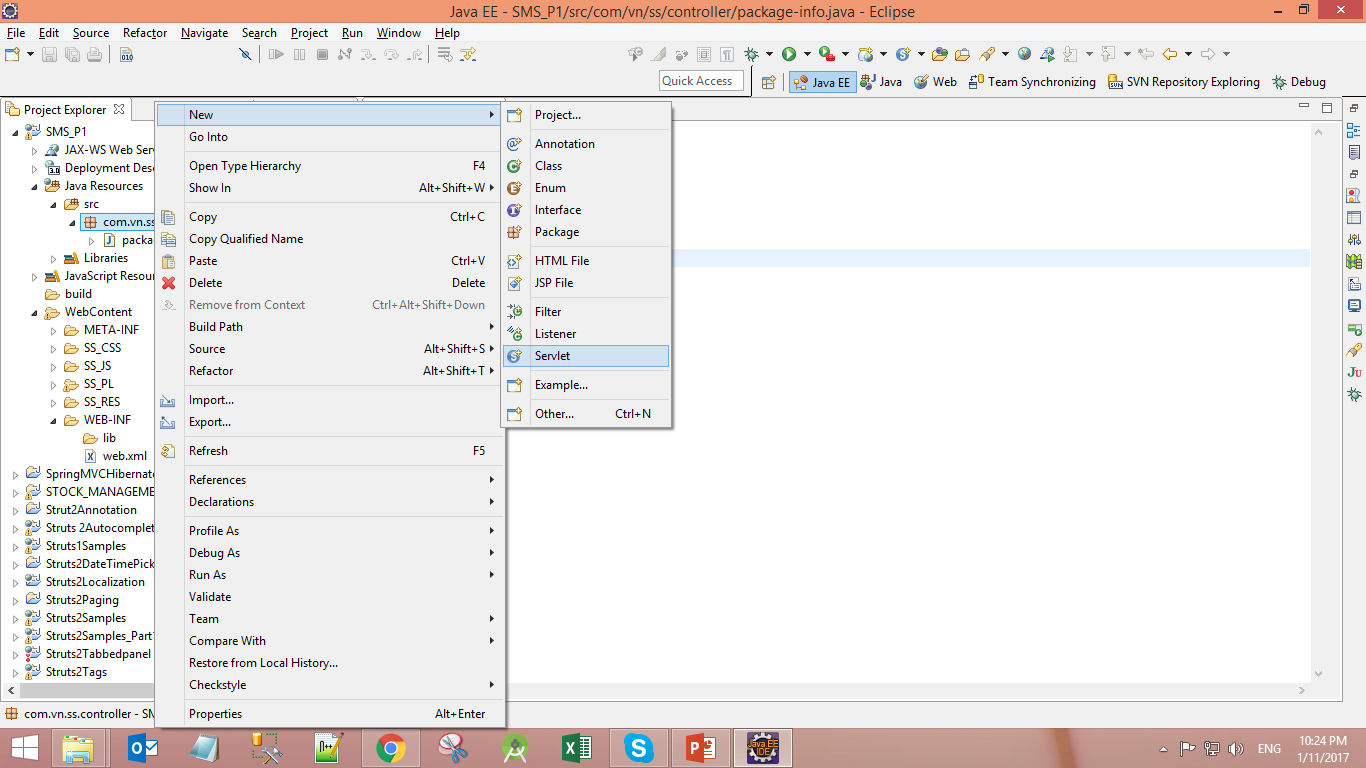 Java EE - SMS_P1/src/com/vn/ss/controller/package-info.java - Eclipse
File Edit Source Refactor Navigate Search Project Run Window Help
Quick Access Java EE Java Web Team Synchronizing SVN Repository Exploring Debug
Project Explorer
SMS_P1
JAX-WS Web Serv
Deployment Desc
Java Resources
src
com.vn.ss
packa
Libraries
JavaScript Resour
build
WebContent
META-INF
SS_CSS
SS_JS
SS_PL
SS_RES
WEB-INF
lib
web.xml
SpringMVCHibernate
STOCK_MANAGEME
Strut2Annotation
Struts 2Autocomplet
Struts1Samples
Struts2DateTimePick
Struts2Localization
Struts2Paging
Struts2Samples
Struts2Samples_Part1
Struts2Tabbedpanel
Struts2Tags
New
Go Into
Open Type Hierarchy F4
Show In Alt+Shift+W
Copy Ctrl+C
Copy Qualified Name
Paste Ctrl+V
Delete Delete
Remove from Context Ctrl+Alt+Shift+Down
Build Path
Source Alt+Shift+S
Refactor Alt+Shift+T
Import...
Export...
Refresh F5
References
Declarations
Profile As
Debug As
Run As
Validate
Team
Compare With
Restore from Local History...
Checkstyle
Properties Alt+Enter
Project...
Annotation
Class
Enum
Interface
Package
HTML File
JSP File
Filter
Listener
Servlet
Example...
Other... Ctrl+N
com.vn.ss.controller - SM
ENG
10:24 PM
1/11/2017